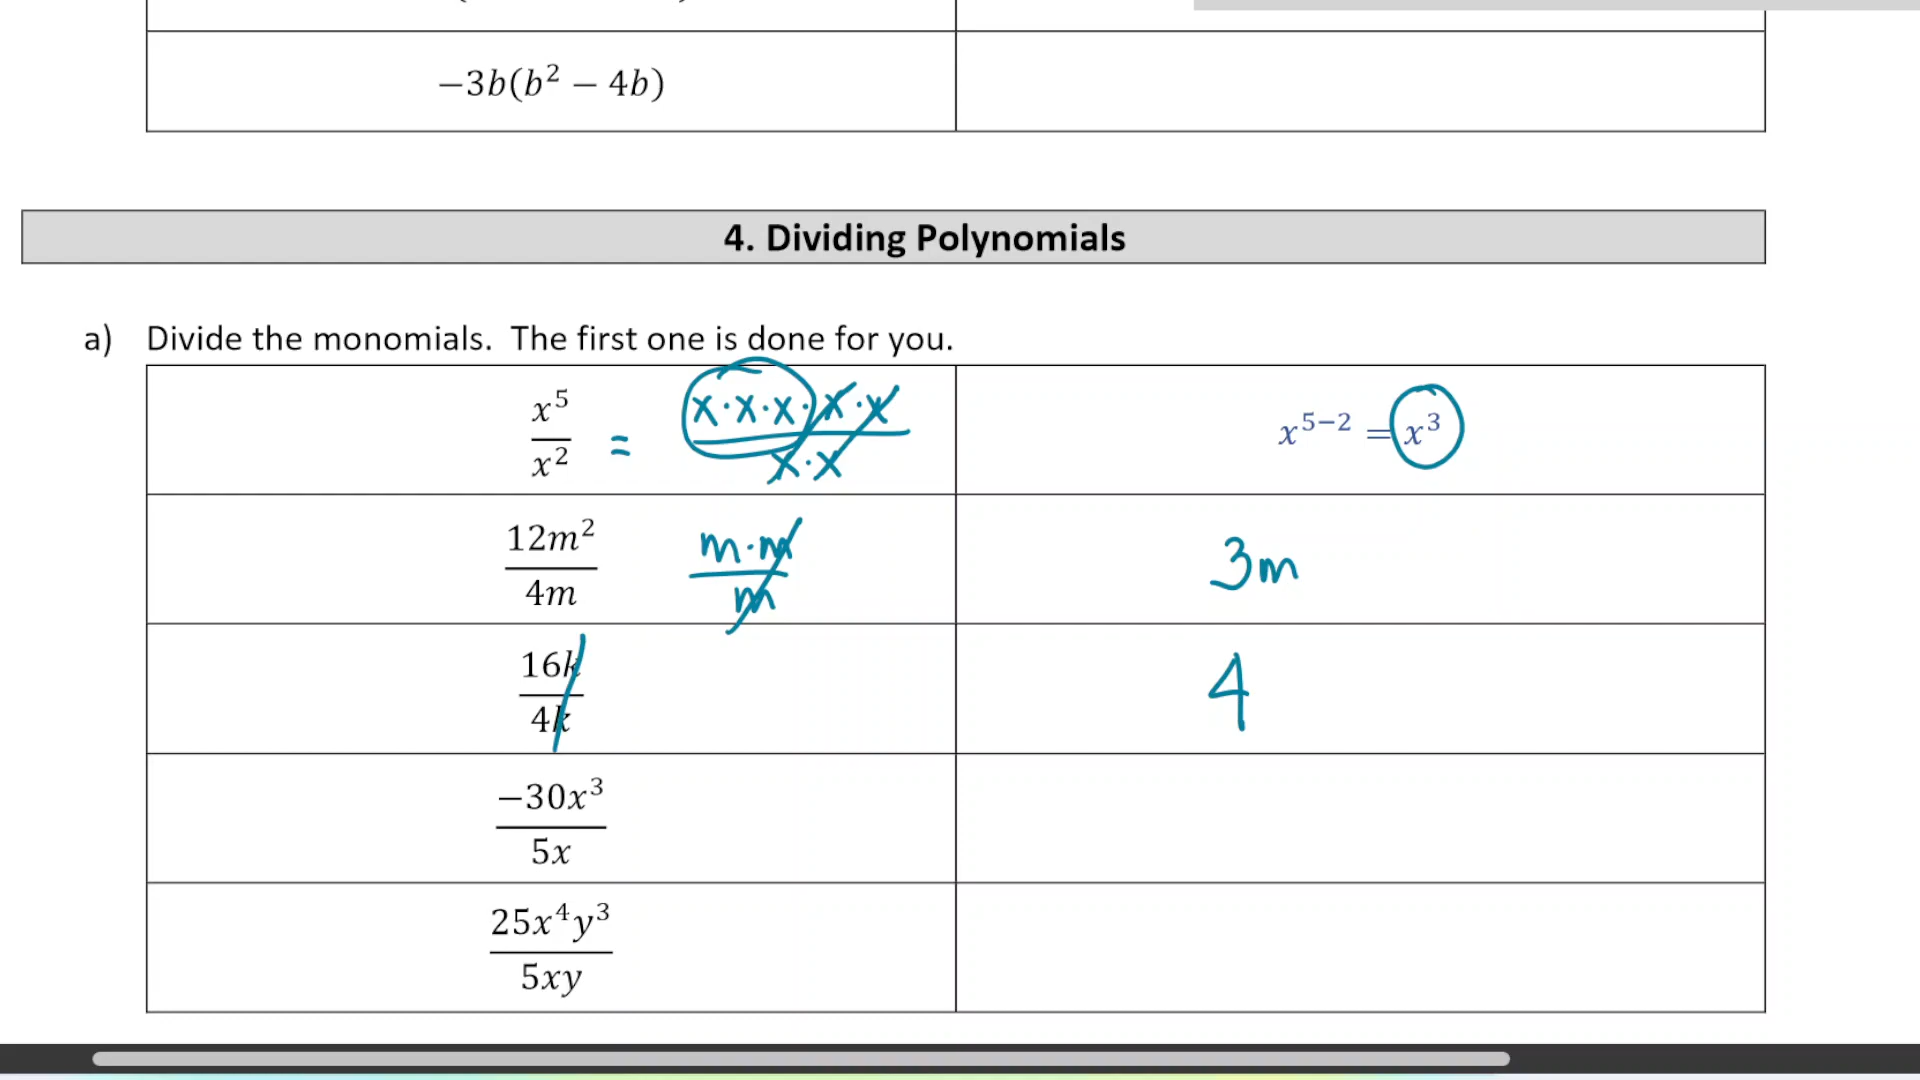 −3b(b² − 4b)
4. Dividing Polynomials
a) Divide the monomials. The first one is done for you.
x⁵/x² = x·x·x·x·x/x·x
x⁵⁻² = x³
12m²/4m m·m/m
3m
16k/4k
4
−30x³/5x
25x⁴y³/5xy